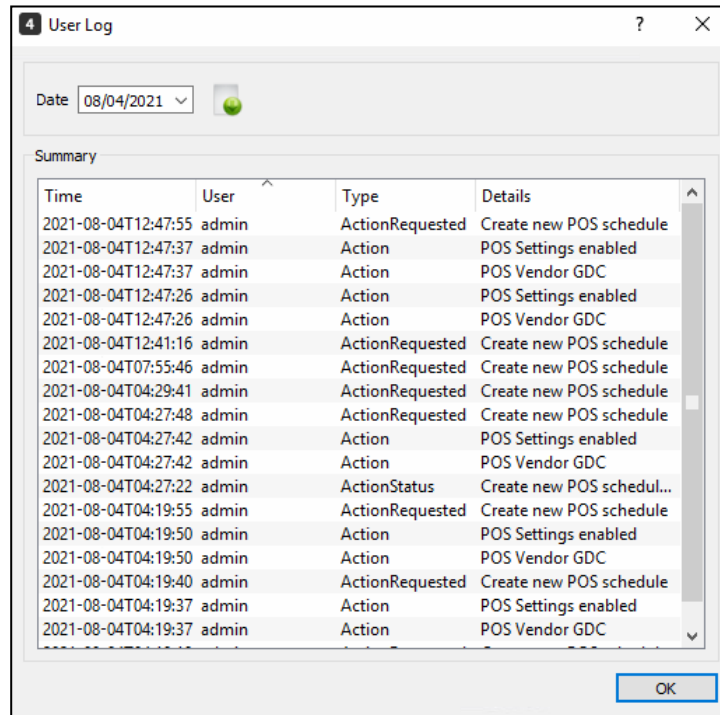 4 User Log ? X
Date 08/04/2021
Summary
Time User Type Details
2021-08-04T12:47:55 admin ActionRequested Create new POS schedule
2021-08-04T12:47:37 admin Action POS Settings enabled
2021-08-04T12:47:37 admin Action POS Vendor GDC
2021-08-04T12:47:26 admin Action POS Settings enabled
2021-08-04T12:47:26 admin Action POS Vendor GDC
2021-08-04T12:41:16 admin ActionRequested Create new POS schedule
2021-08-04T07:55:46 admin ActionRequested Create new POS schedule
2021-08-04T04:29:41 admin ActionRequested Create new POS schedule
2021-08-04T04:27:48 admin ActionRequested Create new POS schedule
2021-08-04T04:27:42 admin Action POS Settings enabled
2021-08-04T04:27:42 admin Action POS Vendor GDC
2021-08-04T04:27:22 admin ActionStatus Create new POS schedul...
2021-08-04T04:19:55 admin ActionRequested Create new POS schedule
2021-08-04T04:19:50 admin Action POS Settings enabled
2021-08-04T04:19:50 admin Action POS Vendor GDC
2021-08-04T04:19:40 admin ActionRequested Create new POS schedule
2021-08-04T04:19:37 admin Action POS Settings enabled
2021-08-04T04:19:37 admin Action POS Vendor GDC
OK